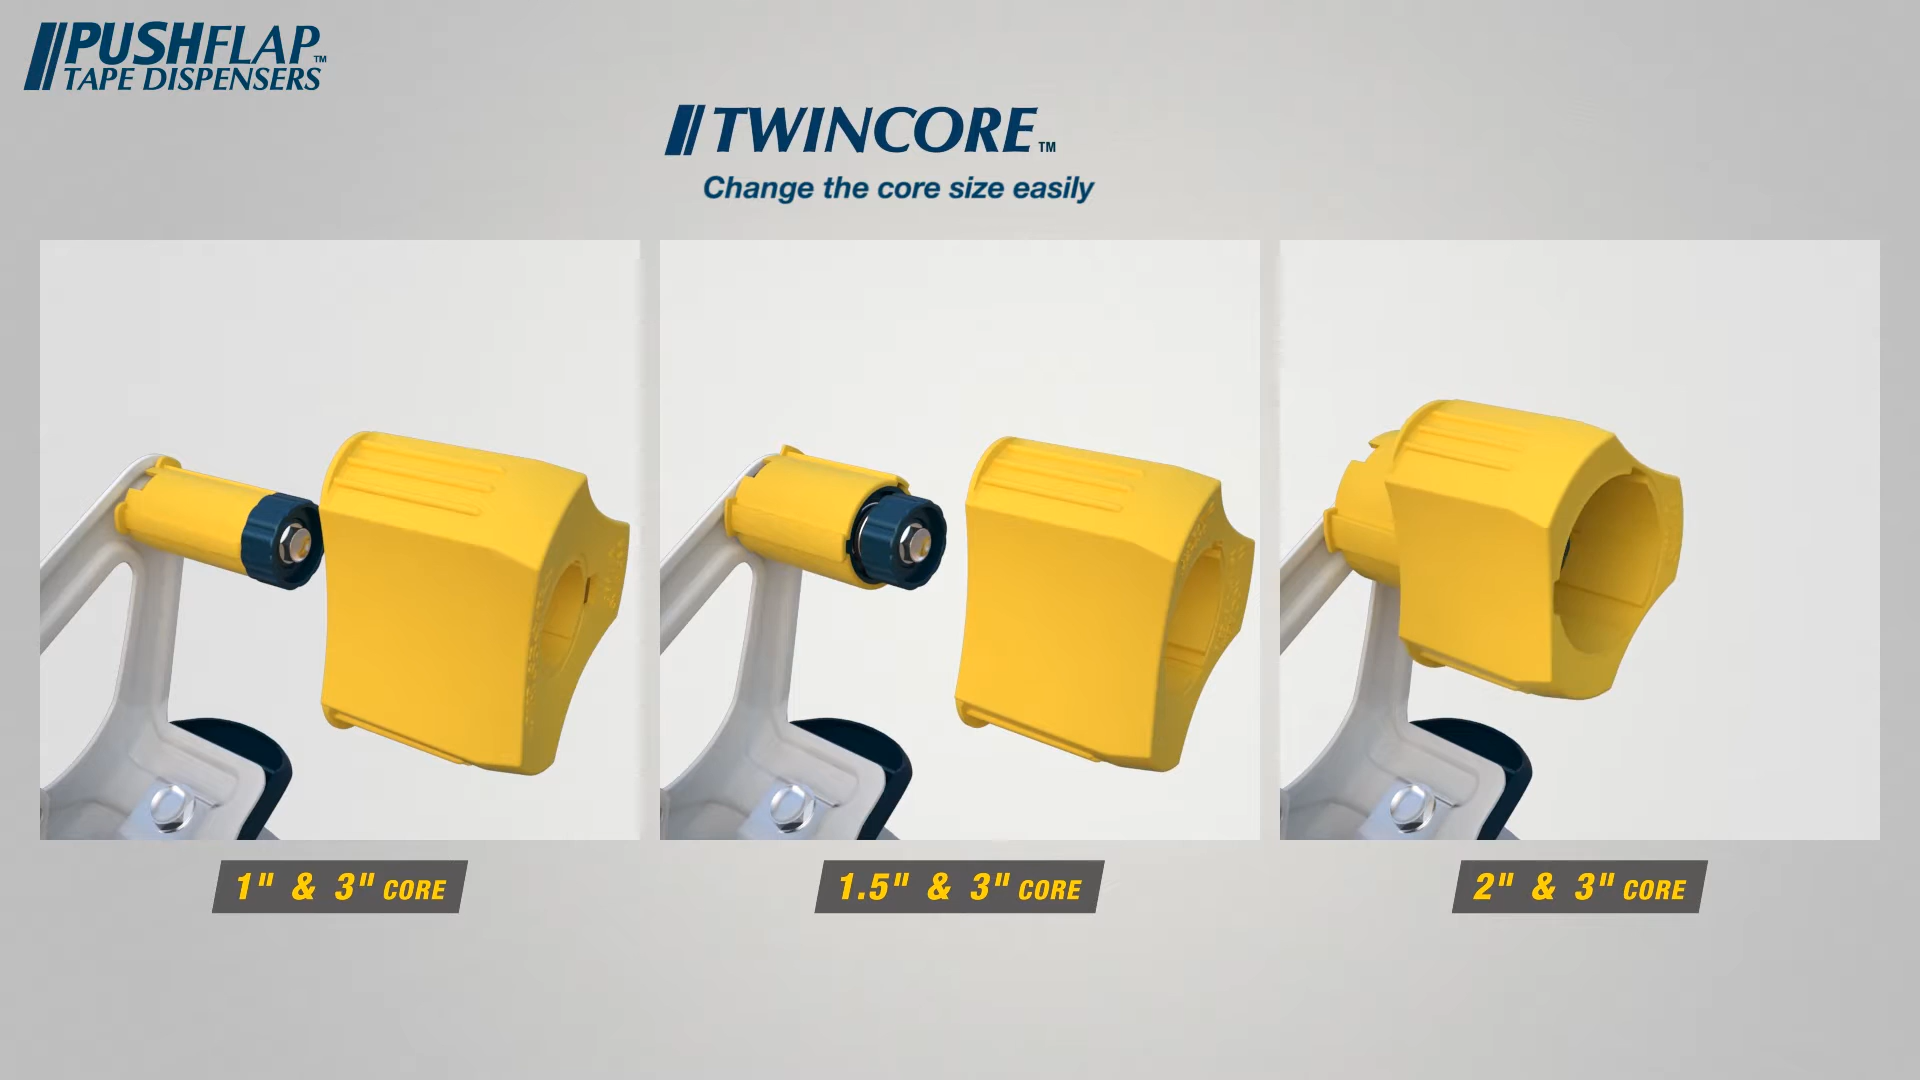 PUSHFLAP™
TAPE DISPENSERS
TWINCORE™
Change the core size easily
1" & 3" CORE
1.5" & 3" CORE
2" & 3" CORE